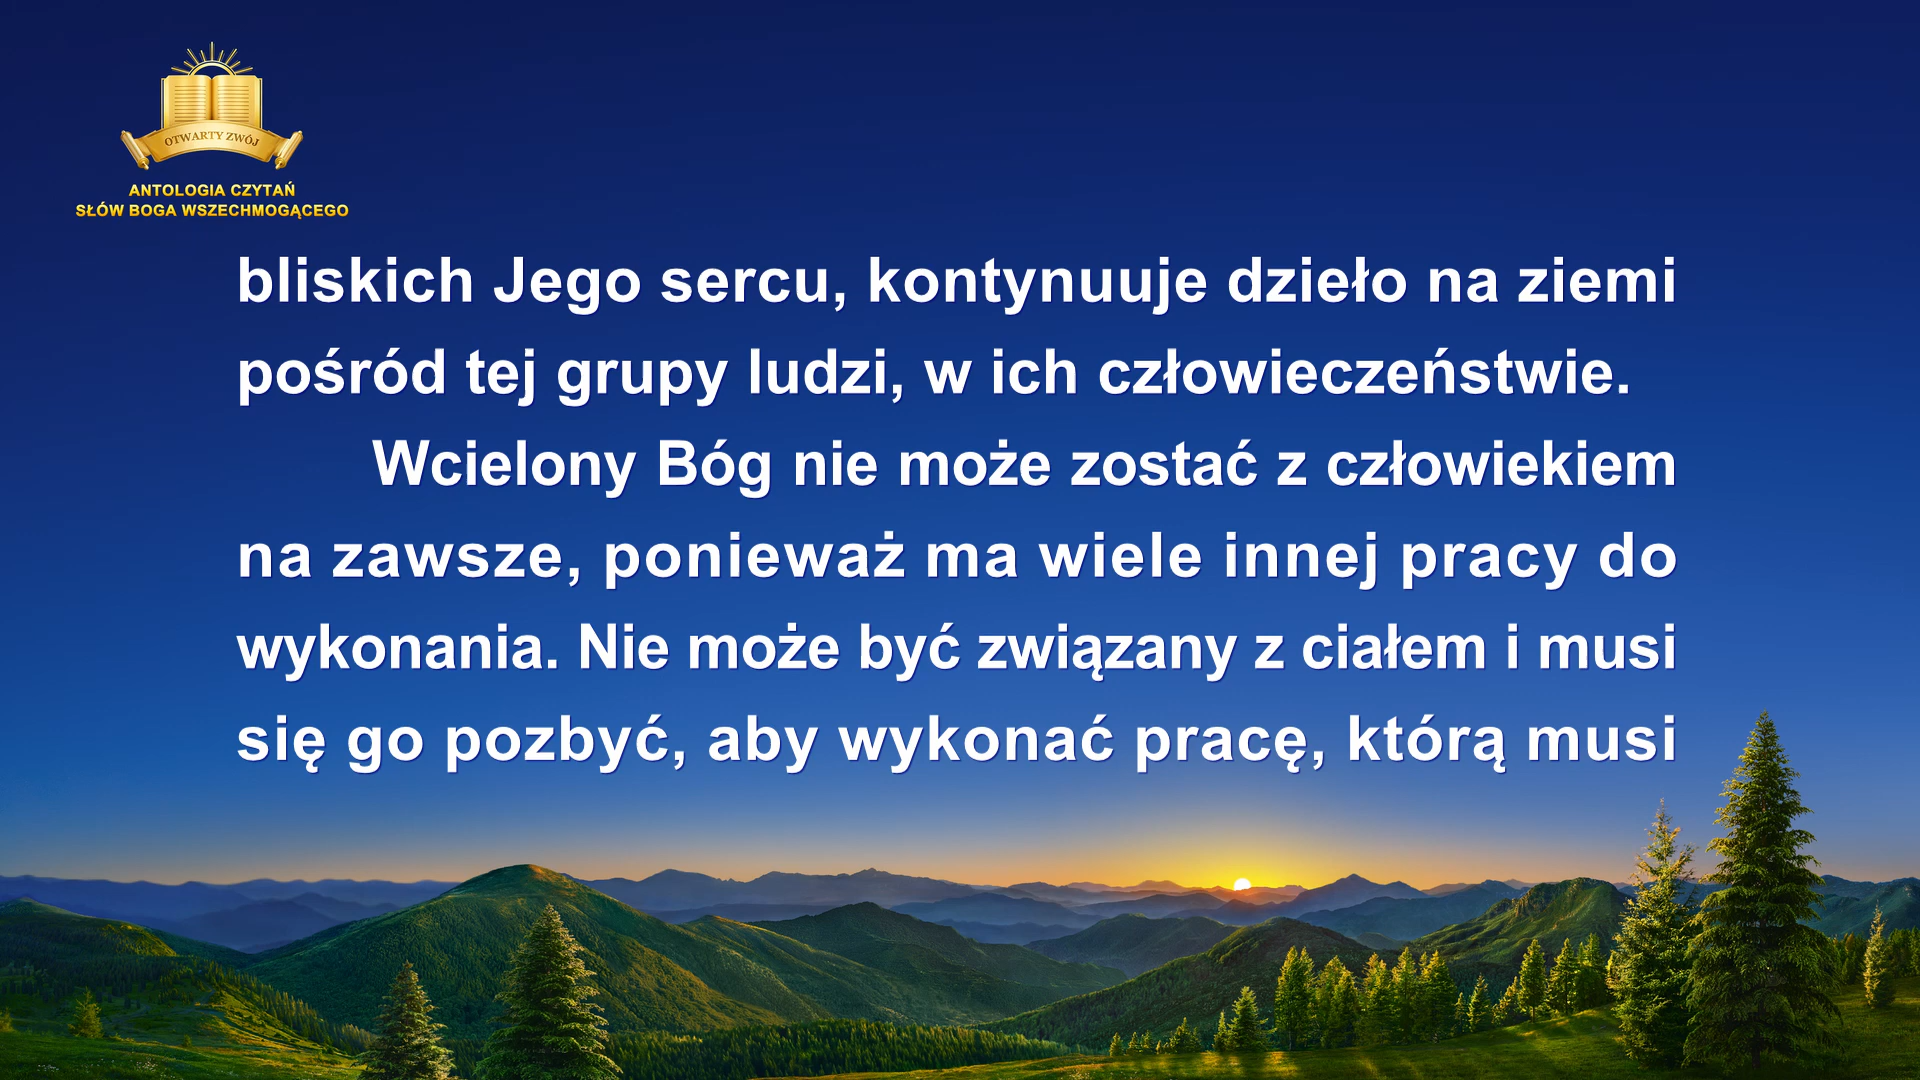 OTWARTY ZWÓJ
ANTOLOGIA CZYTAŃ
SŁÓW BOGA WSZECHMOGĄCEGO
bliskich Jego sercu, kontynuuje dzieło na ziemi
pośród tej grupy ludzi, w ich człowieczeństwie.
Wcielony Bóg nie może zostać z człowiekiem
na zawsze, ponieważ ma wiele innej pracy do
wykonania. Nie może być związany z ciałem i musi
się go pozbyć, aby wykonać pracę, którą musi